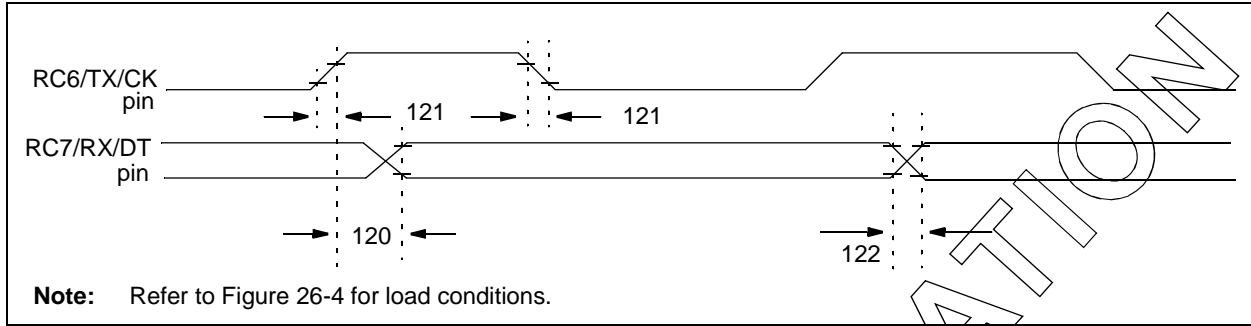 RC6/TX/CK
pin
121
121
RC7/RX/DT
pin
120
122
Note: Refer to Figure 26-4 for load conditions.
ATION